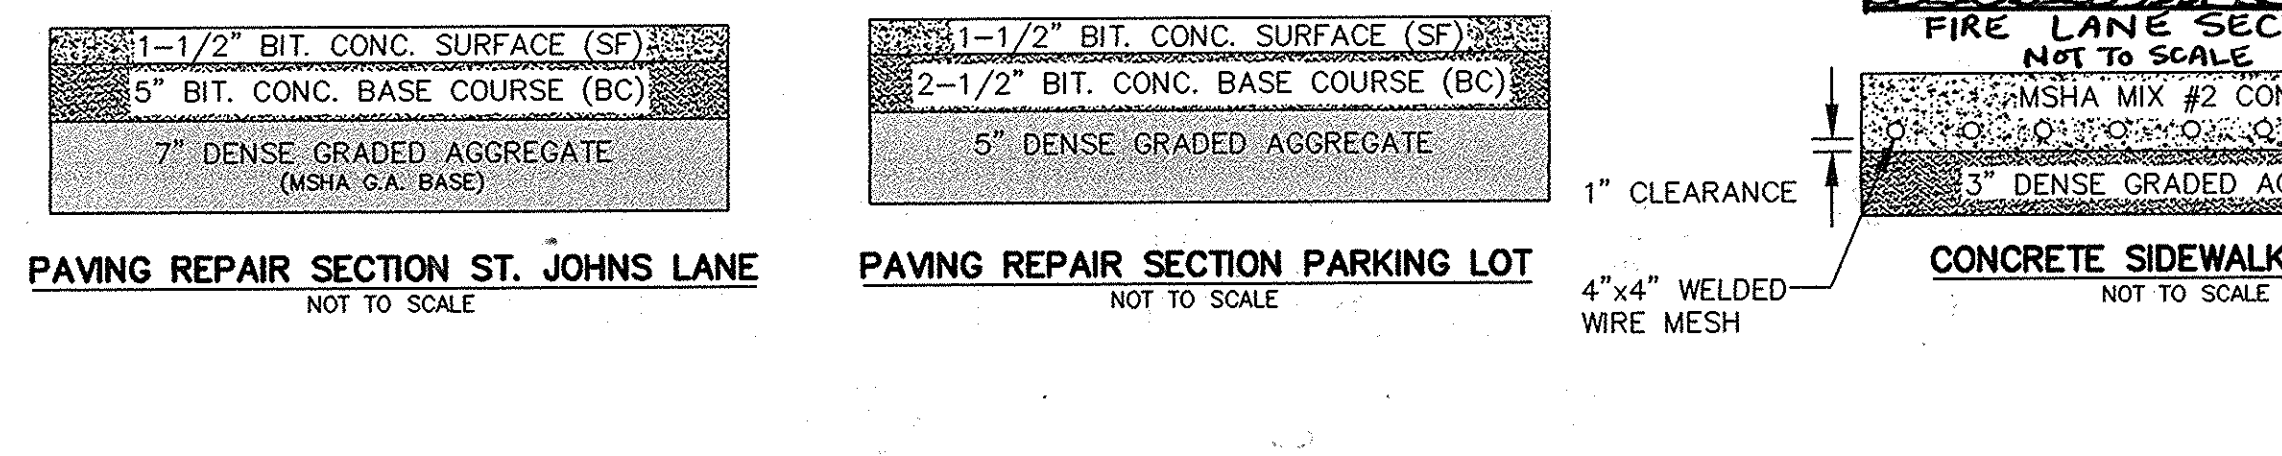 1-1/2" BIT. CONC. SURFACE (SF)
5" BIT. CONC. BASE COURSE (BC)
7" DENSE GRADED AGGREGATE
(MSHA G.A. BASE)
PAVING REPAIR SECTION ST. JOHNS LANE
NOT TO SCALE
1-1/2" BIT. CONC. SURFACE (SF)
2-1/2" BIT. CONC. BASE COURSE (BC)
5" DENSE GRADED AGGREGATE
PAVING REPAIR SECTION PARKING LOT
NOT TO SCALE
FIRE LANE SEC
NOT TO SCALE
MSHA MIX #2 CON
3" DENSE GRADED AG
1" CLEARANCE
4"x4" WELDED
WIRE MESH
CONCRETE SIDEWALK
NOT TO SCALE